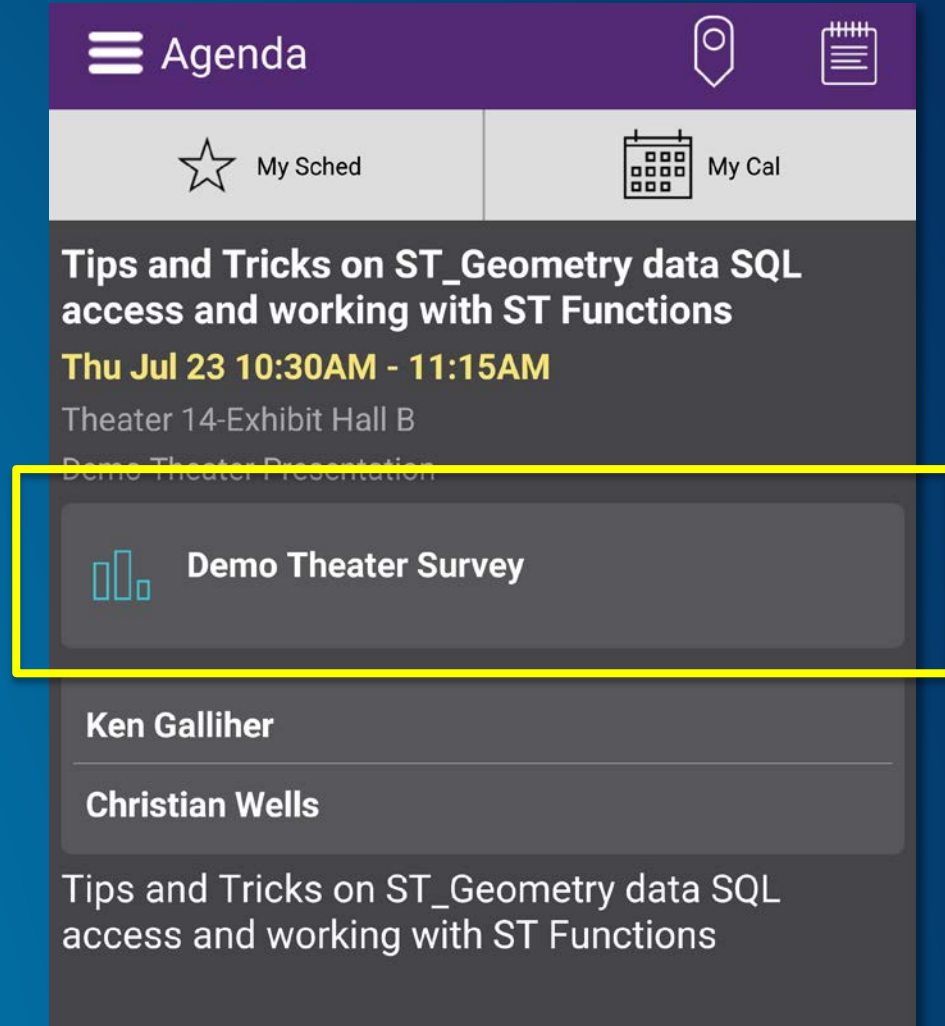 Agenda
My Sched
My Cal
Tips and Tricks on ST_Geometry data SQL
access and working with ST Functions
Thu Jul 23 10:30AM - 11:15AM
Theater 14-Exhibit Hall B
Demo Theater Presentation
Demo Theater Survey
Ken Galliher
Christian Wells
Tips and Tricks on ST_Geometry data SQL
access and working with ST Functions